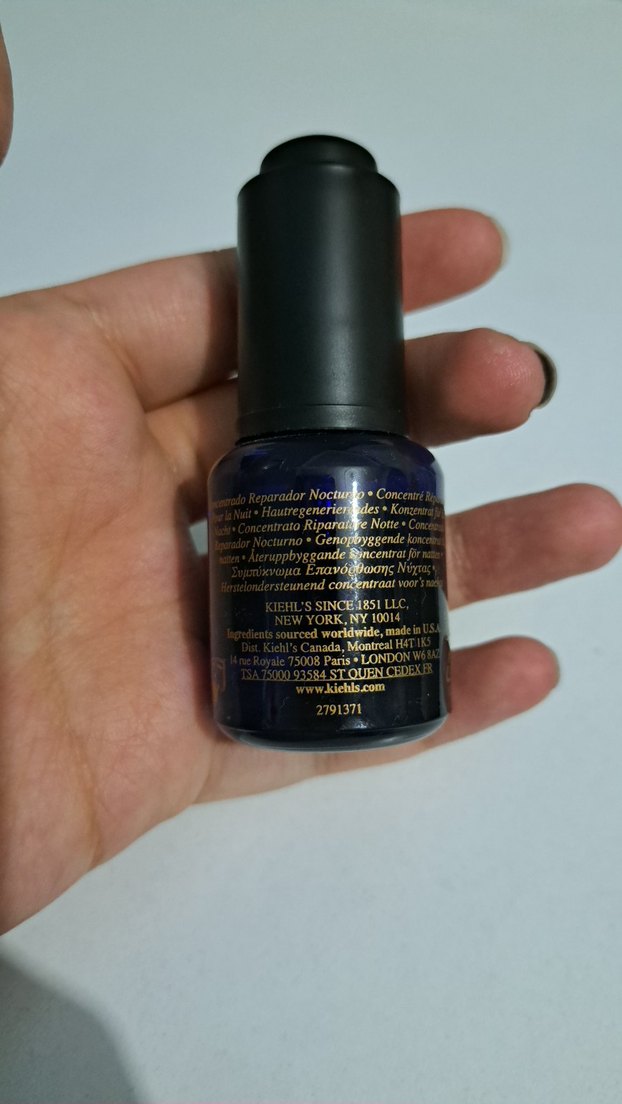 Concentrado Reparador Nocturno • Concentré
Pour la Nuit • Hautregenerierendes • Konzentrat für
Nacht • Concentrato Riparatore Notte •
Reparador Nocturno • Genopbyggende koncentrat
natten • Återuppbyggande koncentrat för natten •
Συμπύκνωμα Επανόρθωσης Νύχτας •
Herstelondersteunend concentraat voor's nachts
KIEHL'S SINCE 1851 LLC,
NEW YORK, NY 10014
Ingredients sourced worldwide, made in U.S.A.
Dist. Kiehl's Canada, Montreal H4T 1K5
14 rue Royale 75008 Paris • LONDON W6 8AZ
TSA 75000 93584 ST OUEN CEDEX FR
www.kiehls.com
2791371